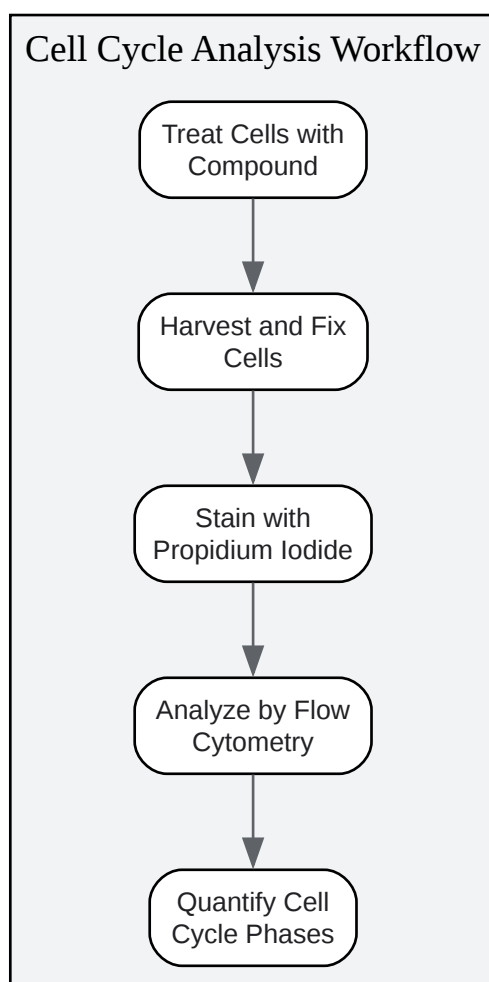 Cell Cycle Analysis Workflow
Treat Cells with
Compound
Harvest and Fix
Cells
Stain with
Propidium Iodide
Analyze by Flow
Cytometry
Quantify Cell
Cycle Phases